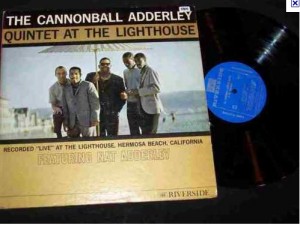 THE CANNONBALL ADDERLEY
QUINTET AT THE LIGHTHOUSE
RECORDED "LIVE" AT THE LIGHTHOUSE, HERMOSA BEACH, CALIFORNIA
FEATURING NAT ADDERLEY
RIVERSIDE